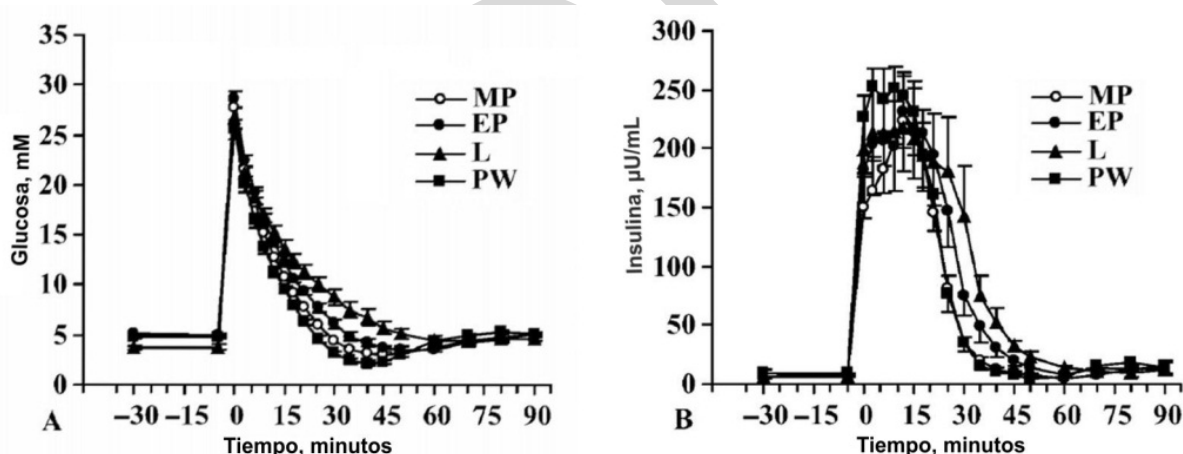 35
30
25
20
15
10
5
0
Glucosa, mM
MP
EP
L
PW
A
−30 −15 0 15 30 45 60 75 90
Tiempo, minutos
300
250
200
150
100
50
0
Insulina, µU/mL
MP
EP
L
PW
B
−30 −15 0 15 30 45 60 75 90
Tiempo, minutos